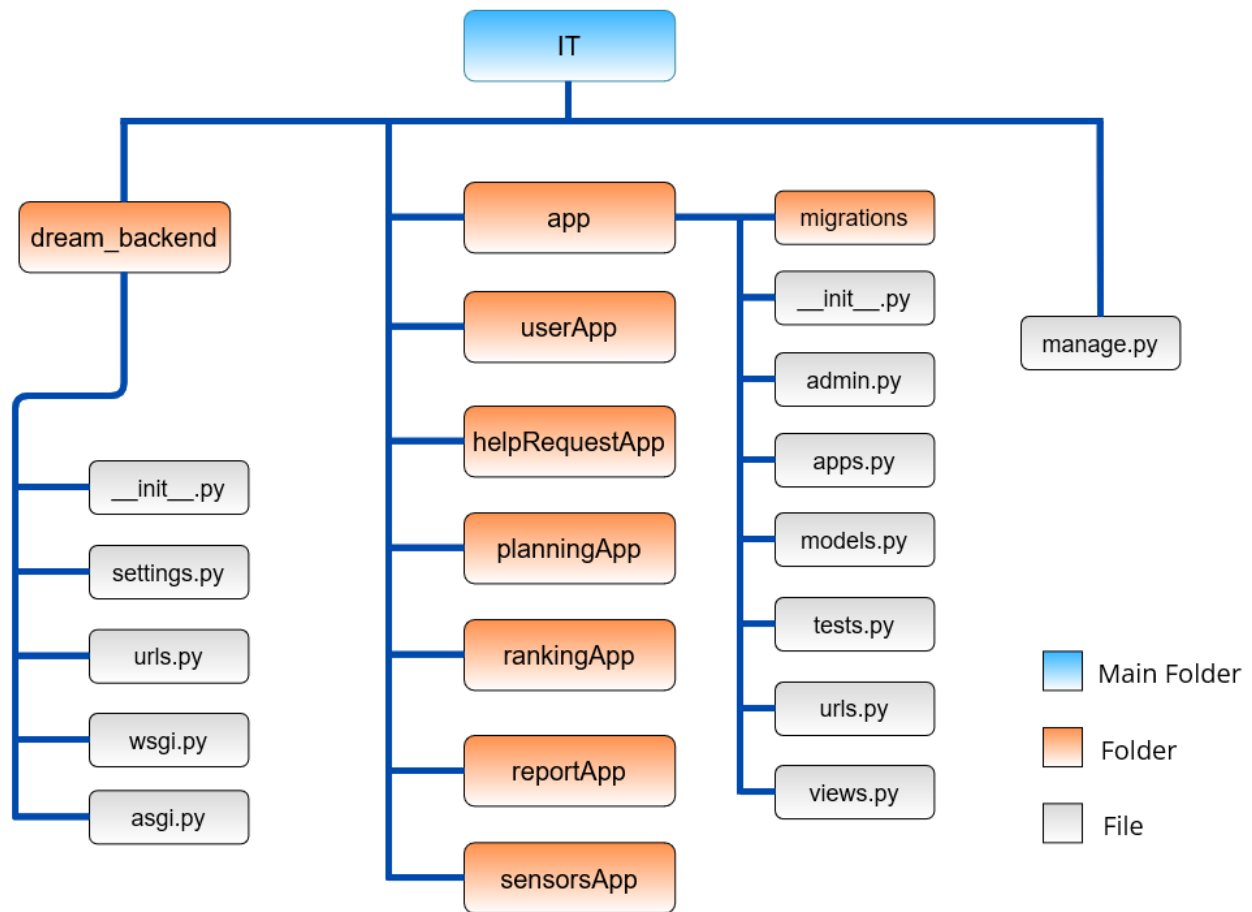 IT
dream_backend
__init__.py
settings.py
urls.py
wsgi.py
asgi.py
app
userApp
helpRequestApp
planningApp
rankingApp
reportApp
sensorsApp
migrations
__init__.py
admin.py
apps.py
models.py
tests.py
urls.py
views.py
manage.py
Main Folder
Folder
File